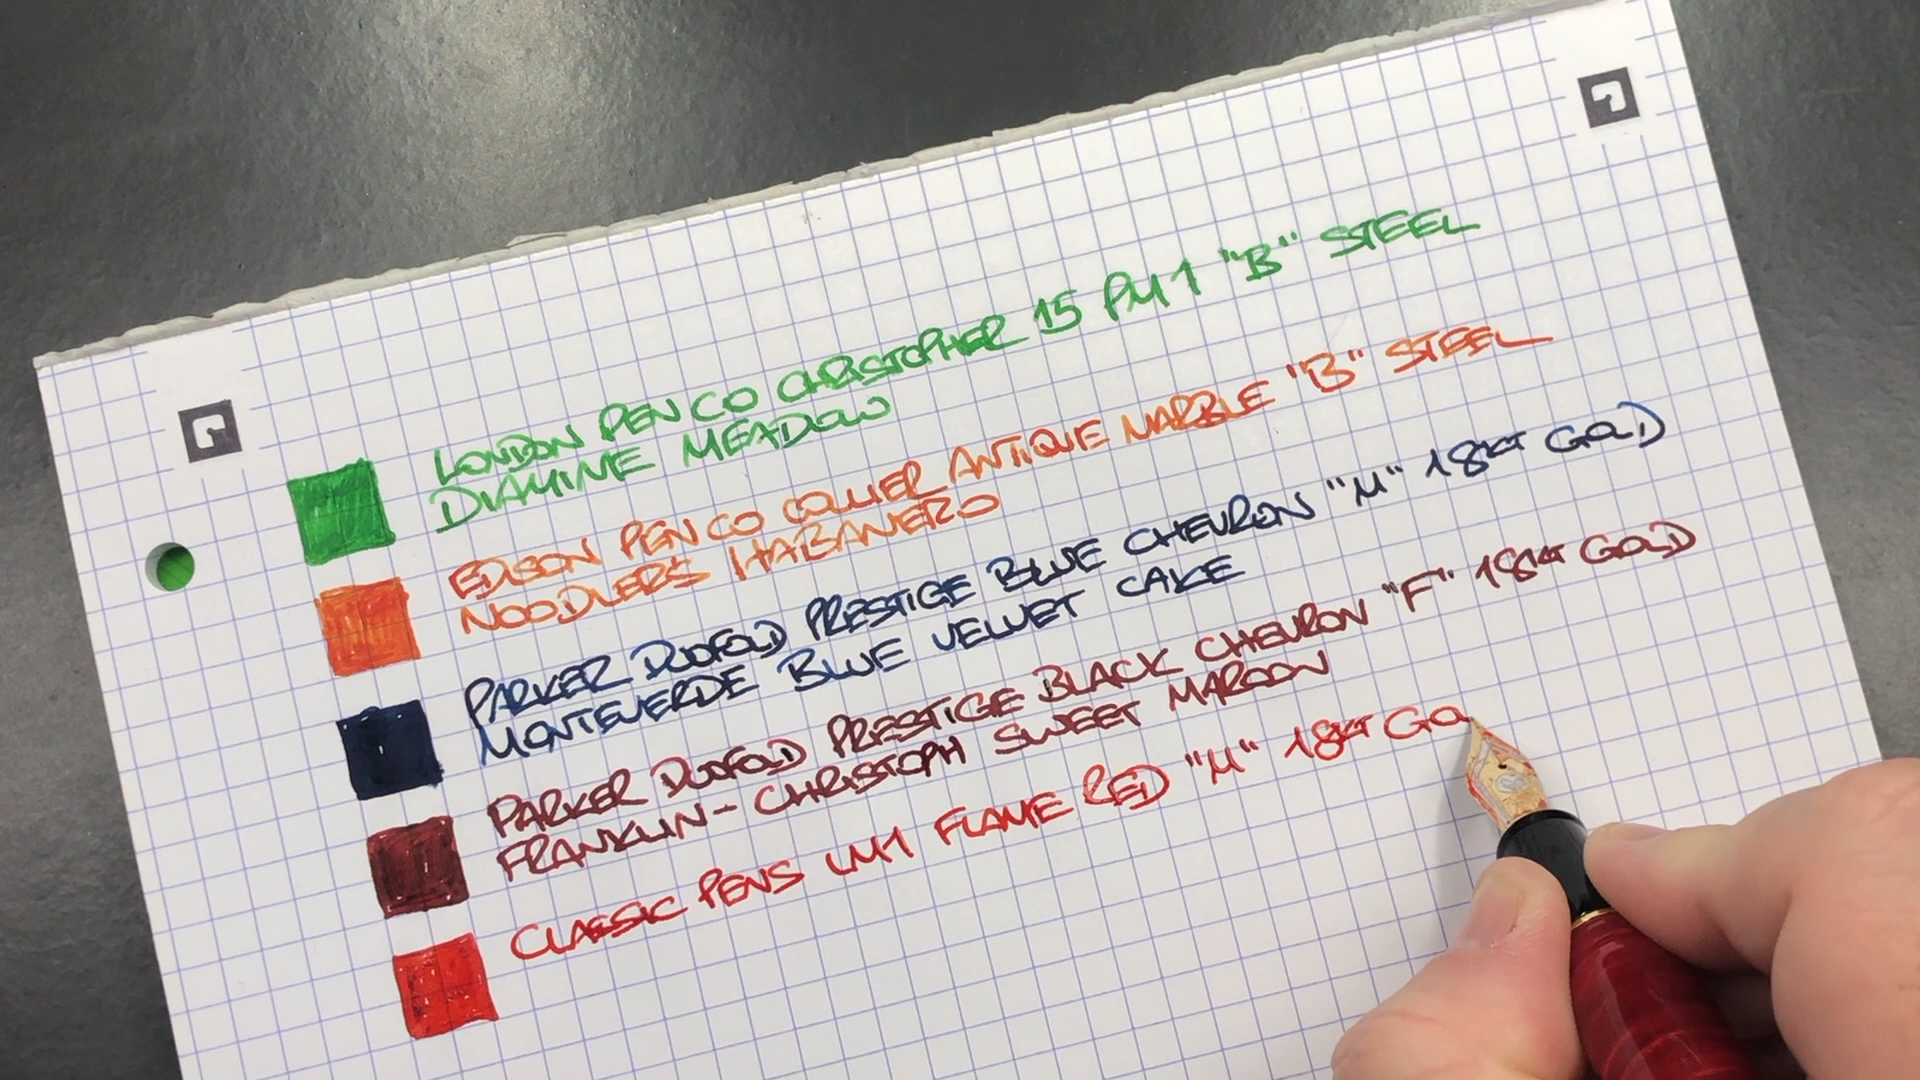 LONDON PEN CO CHRISTOPHER 15 PM1 "B" STEEL
DIAMINE MEADOW
EDISON PEN CO COLLIER ANTIQUE MARBLE "B" STEEL
NOODLER'S HABANERO
PARKER DUOFOLD PRESTIGE BLUE CHEVRON "M" 18KT GOLD
MONTEVERDE BLUE VELVET CAKE
PARKER DUOFOLD PRESTIGE BLACK CHEVRON "F" 18KT GOLD
FRANKLIN-CHRISTOPH SWEET MAROON
CLASSIC PENS LM1 FLAME RED "M" 18KT GO